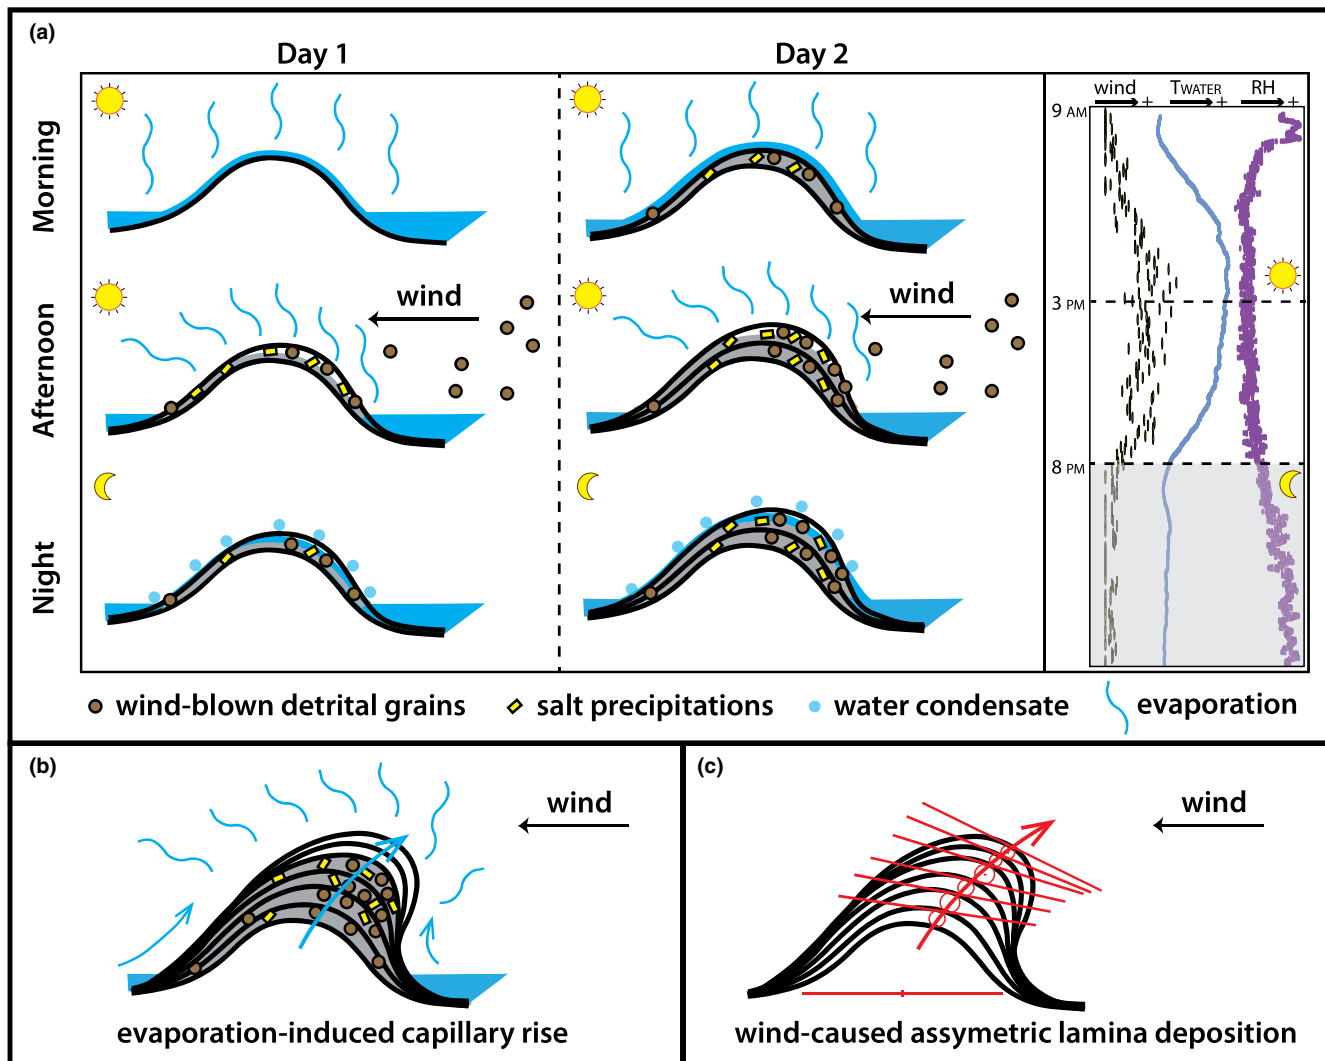 (a)
Day 1
Day 2
wind
TWATER
RH
+
+
+
9 AM
Morning
wind
wind
3 PM
Afternoon
8 PM
Night
wind-blown detrital grains
salt precipitations
water condensate
evaporation
(b)
wind
evaporation-induced capillary rise
(c)
wind
wind-caused assymetric lamina deposition